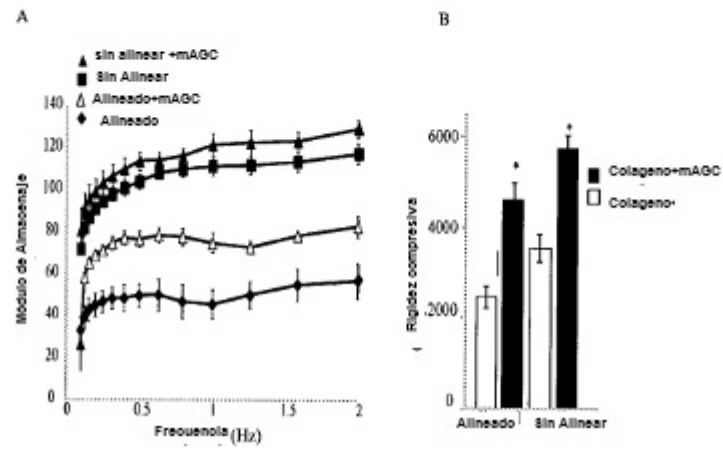 A
sin alinear +mAGC
Sin Alinear
Alineado+mAGC
Alineado
140
120
100
80
60
40
20
0
0
0.5
1
1.5
2
Módulo de Almacenaje
Frecuencia (Hz)
B
6000
4000
2000
0
Rigidez compresiva
*
*
Colageno+mAGC
Colageno+
Alineado
Sin Alinear